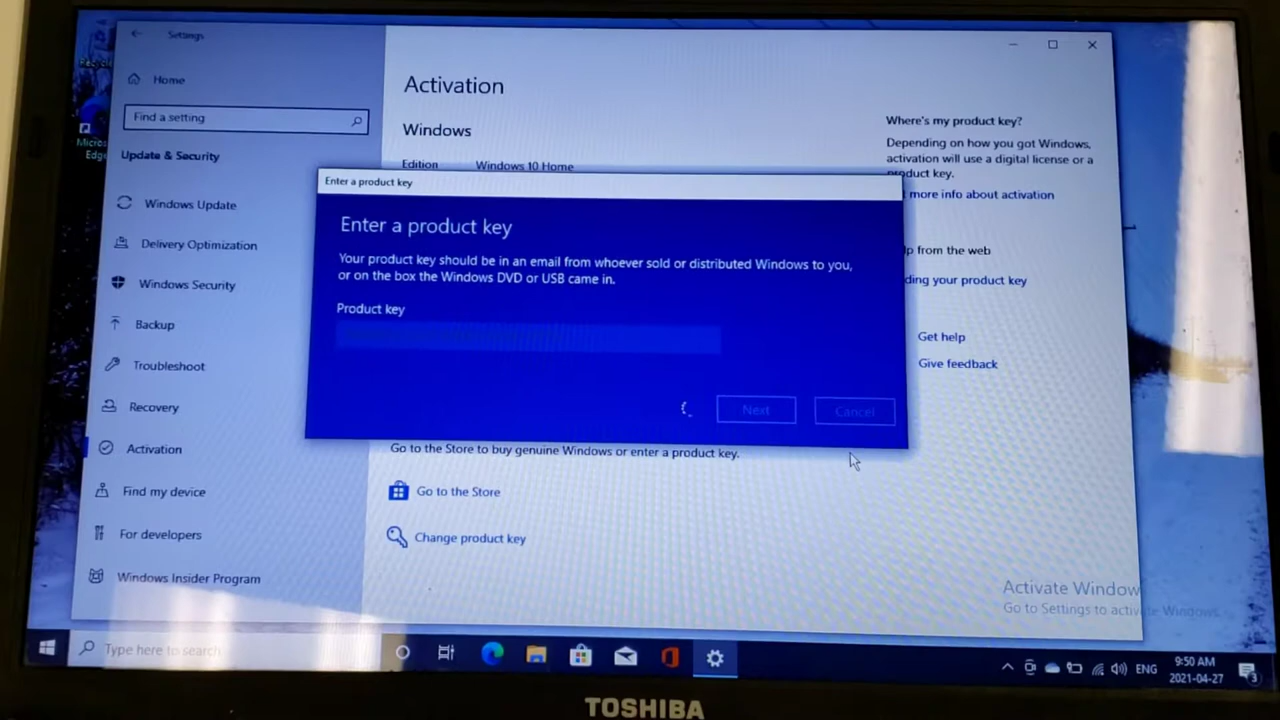 Settings
Home
Find a setting
Update & Security
Windows Update
Delivery Optimization
Windows Security
Backup
Troubleshoot
Recovery
Activation
Find my device
For developers
Windows Insider Program
Activation
Windows
Edition Windows 10 Home
Enter a product key
Enter a product key
Your product key should be in an email from whoever sold or distributed Windows to you,
or on the box the Windows DVD or USB came in.
Product key
Next Cancel
Go to the Store to buy genuine Windows or enter a product key.
Go to the Store
Change product key
Where's my product key?
Depending on how you got Windows,
activation will use a digital license or a
product key.
more info about activation
from the web
your product key
Get help
Give feedback
Activate Window
Go to Settings to activate Windows.
Edge
Type here to search
ENG
9:50 AM
2021-04-27
3
TOSHIBA